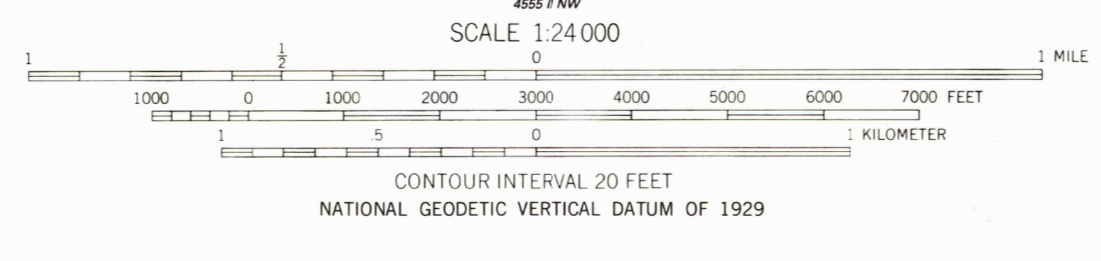 4555 II NW
SCALE 1:24 000
1 1/2 0 1 MILE
1000 0 1000 2000 3000 4000 5000 6000 7000 FEET
1 .5 0 1 KILOMETER
CONTOUR INTERVAL 20 FEET
NATIONAL GEODETIC VERTICAL DATUM OF 1929